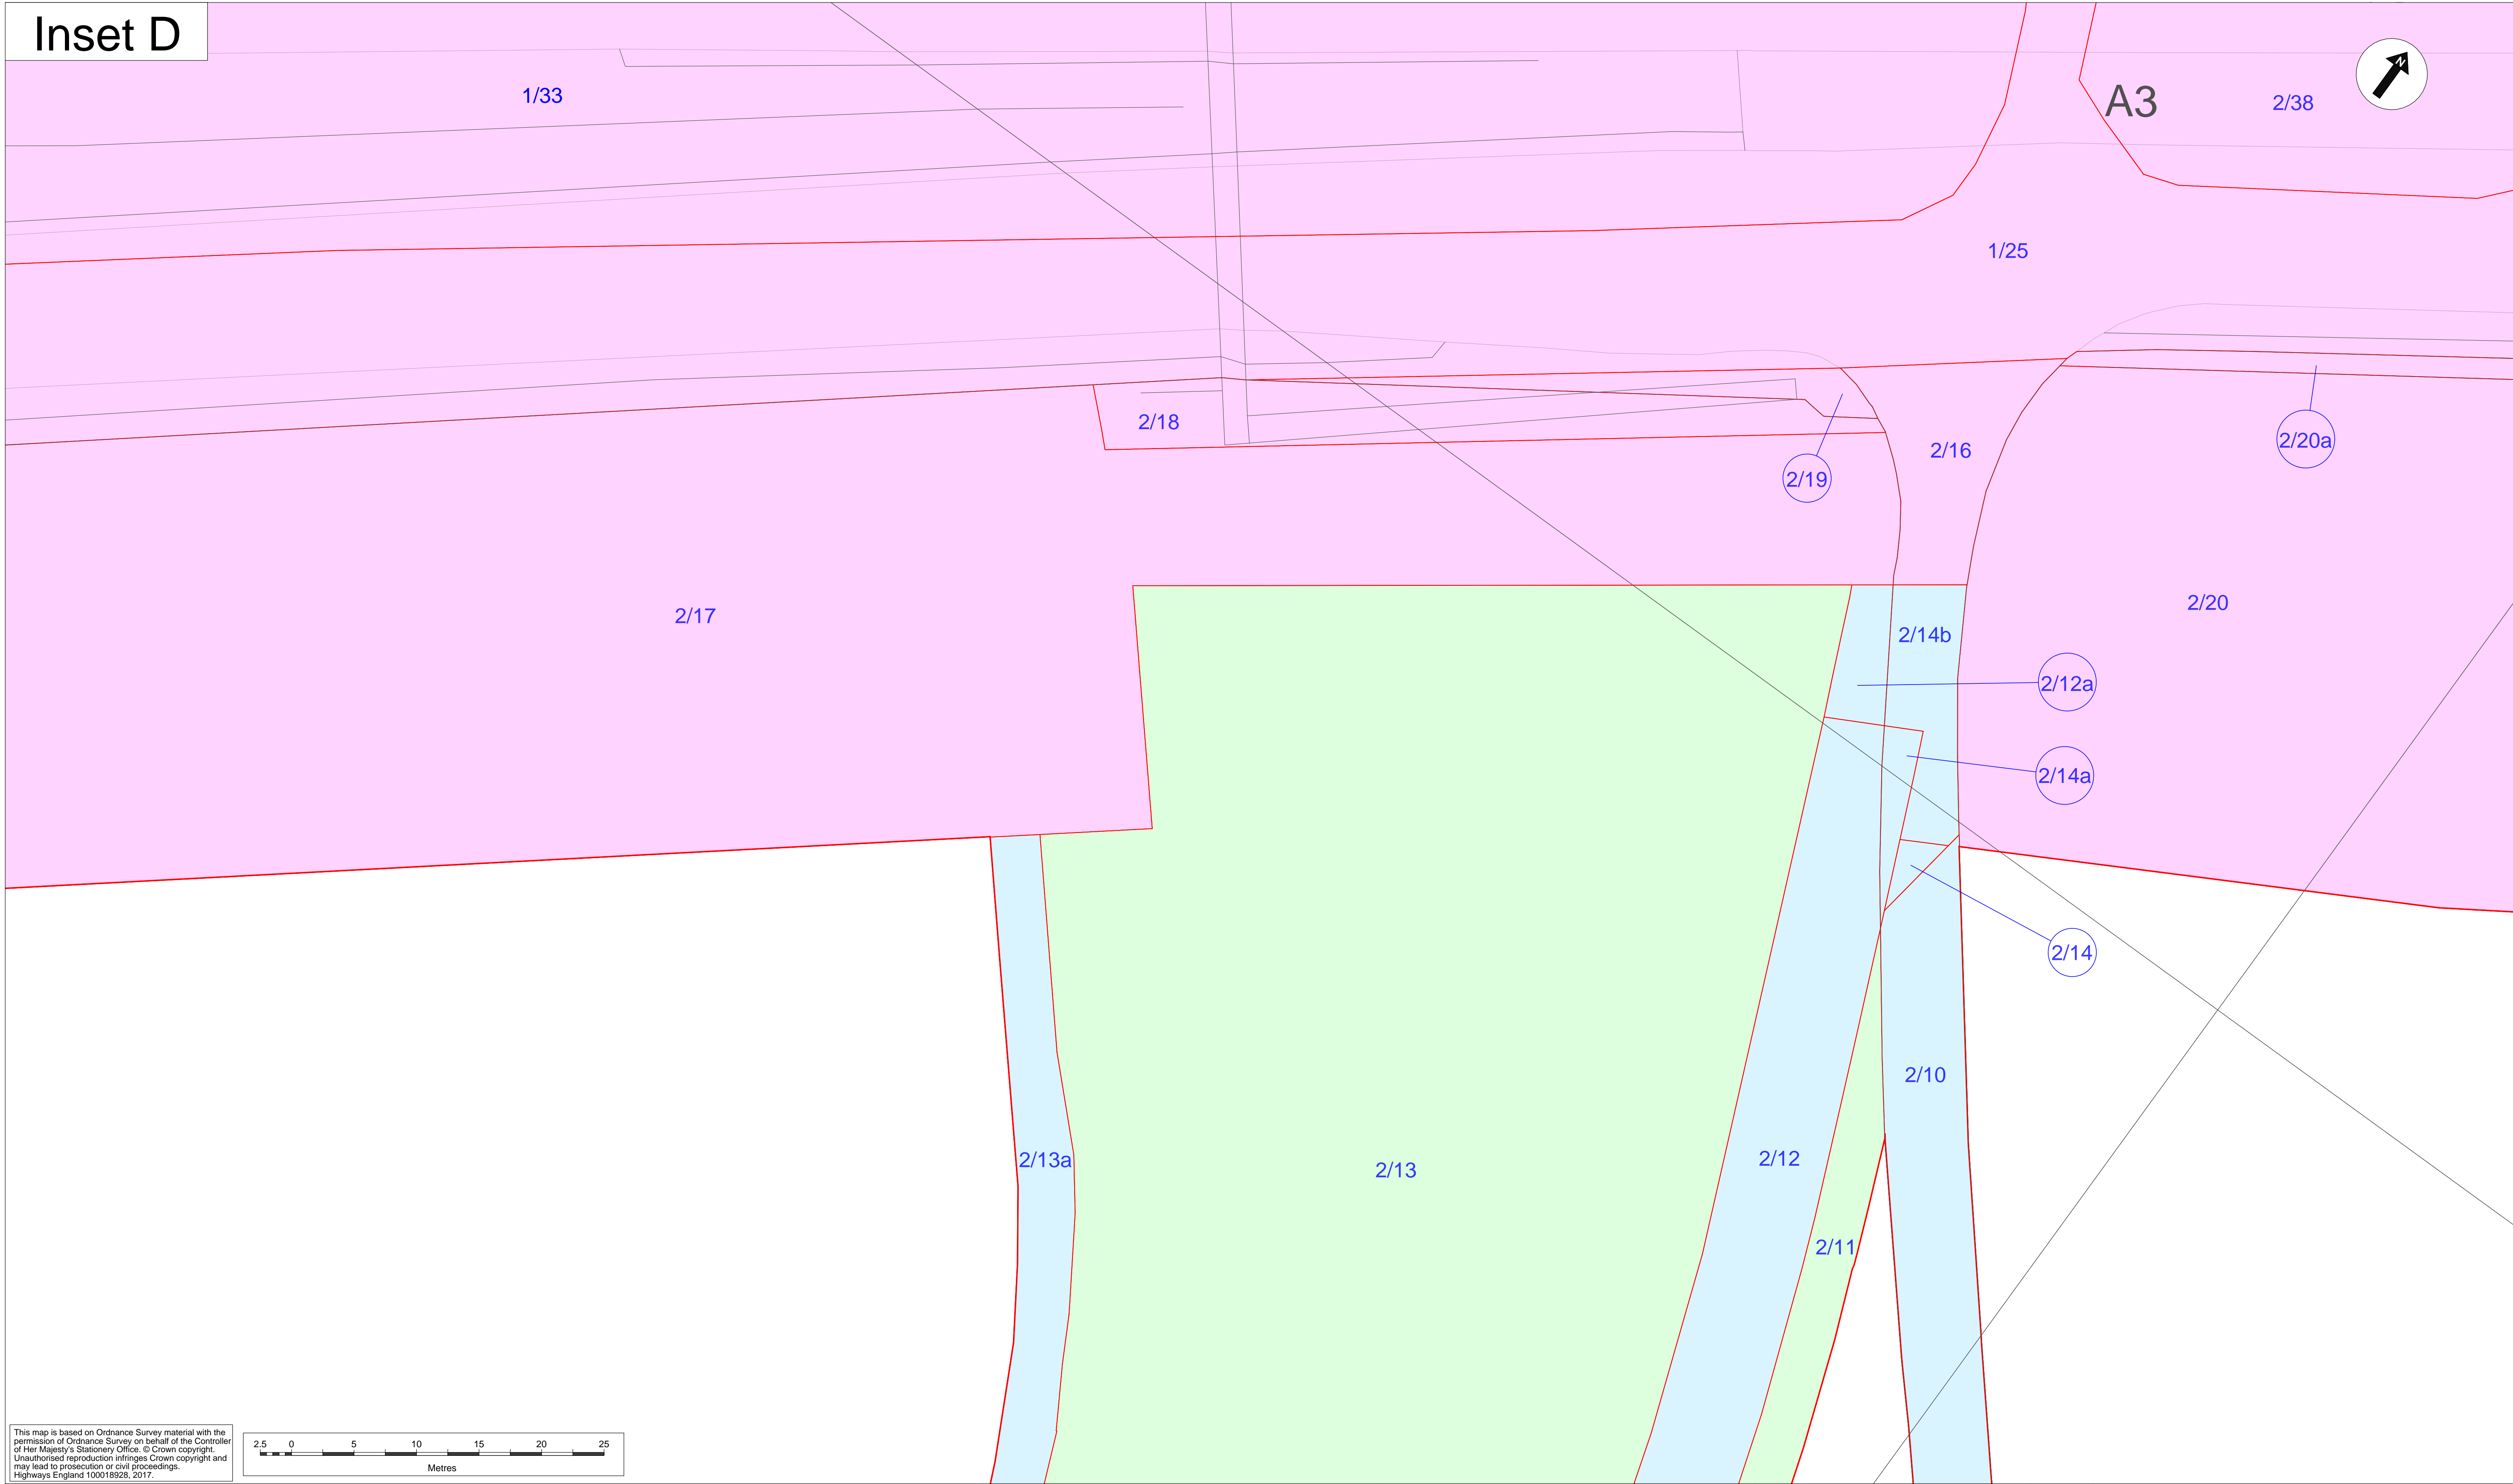 Inset D
N
1/33
A3
2/38
1/25
2/18
2/16
2/20a
2/19
2/17
2/20
2/14b
2/12a
2/14a
2/14
2/10
2/13a
2/13
2/12
2/11
This map is based on Ordnance Survey material with the
permission of Ordnance Survey on behalf of the Controller
of Her Majesty's Stationery Office. © Crown copyright.
Unauthorised reproduction infringes Crown copyright and
may lead to prosecution or civil proceedings.
Highways England 100018928, 2017.
2.5 0 5 10 15 20 25
Metres